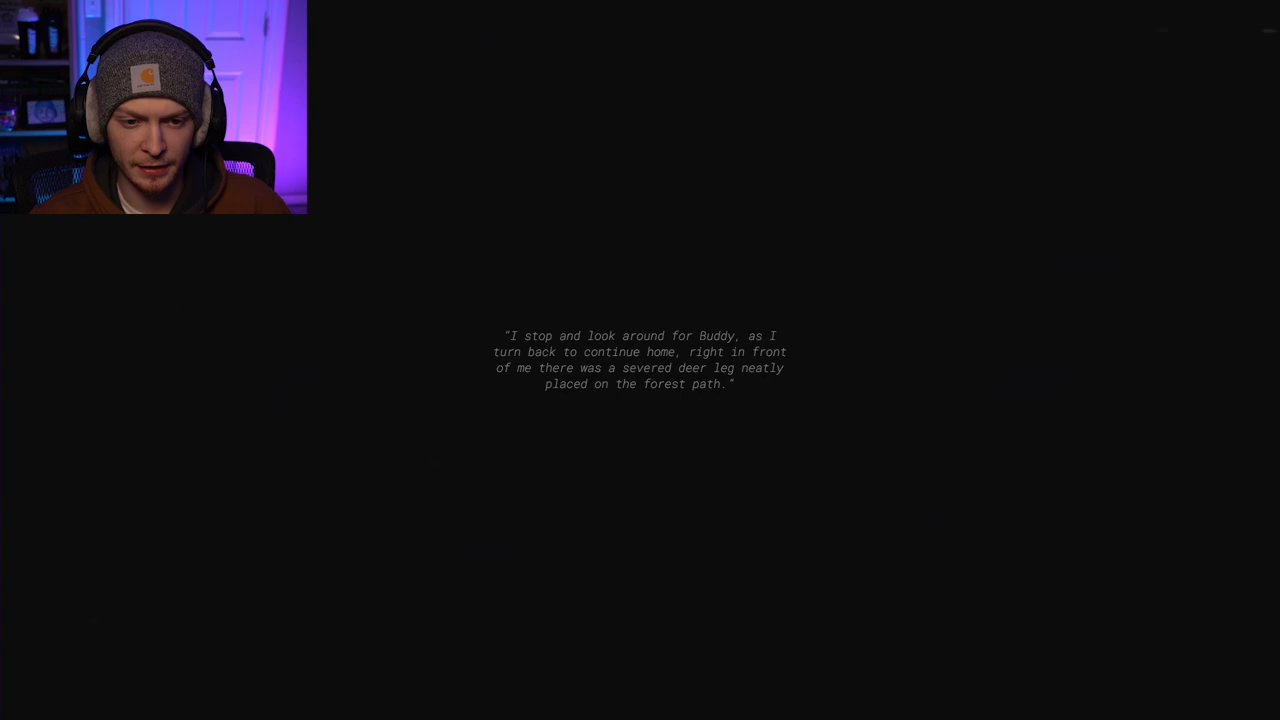 "I stop and look around for Buddy, as I
turn back to continue home, right in front
of me there was a severed deer leg neatly
placed on the forest path."